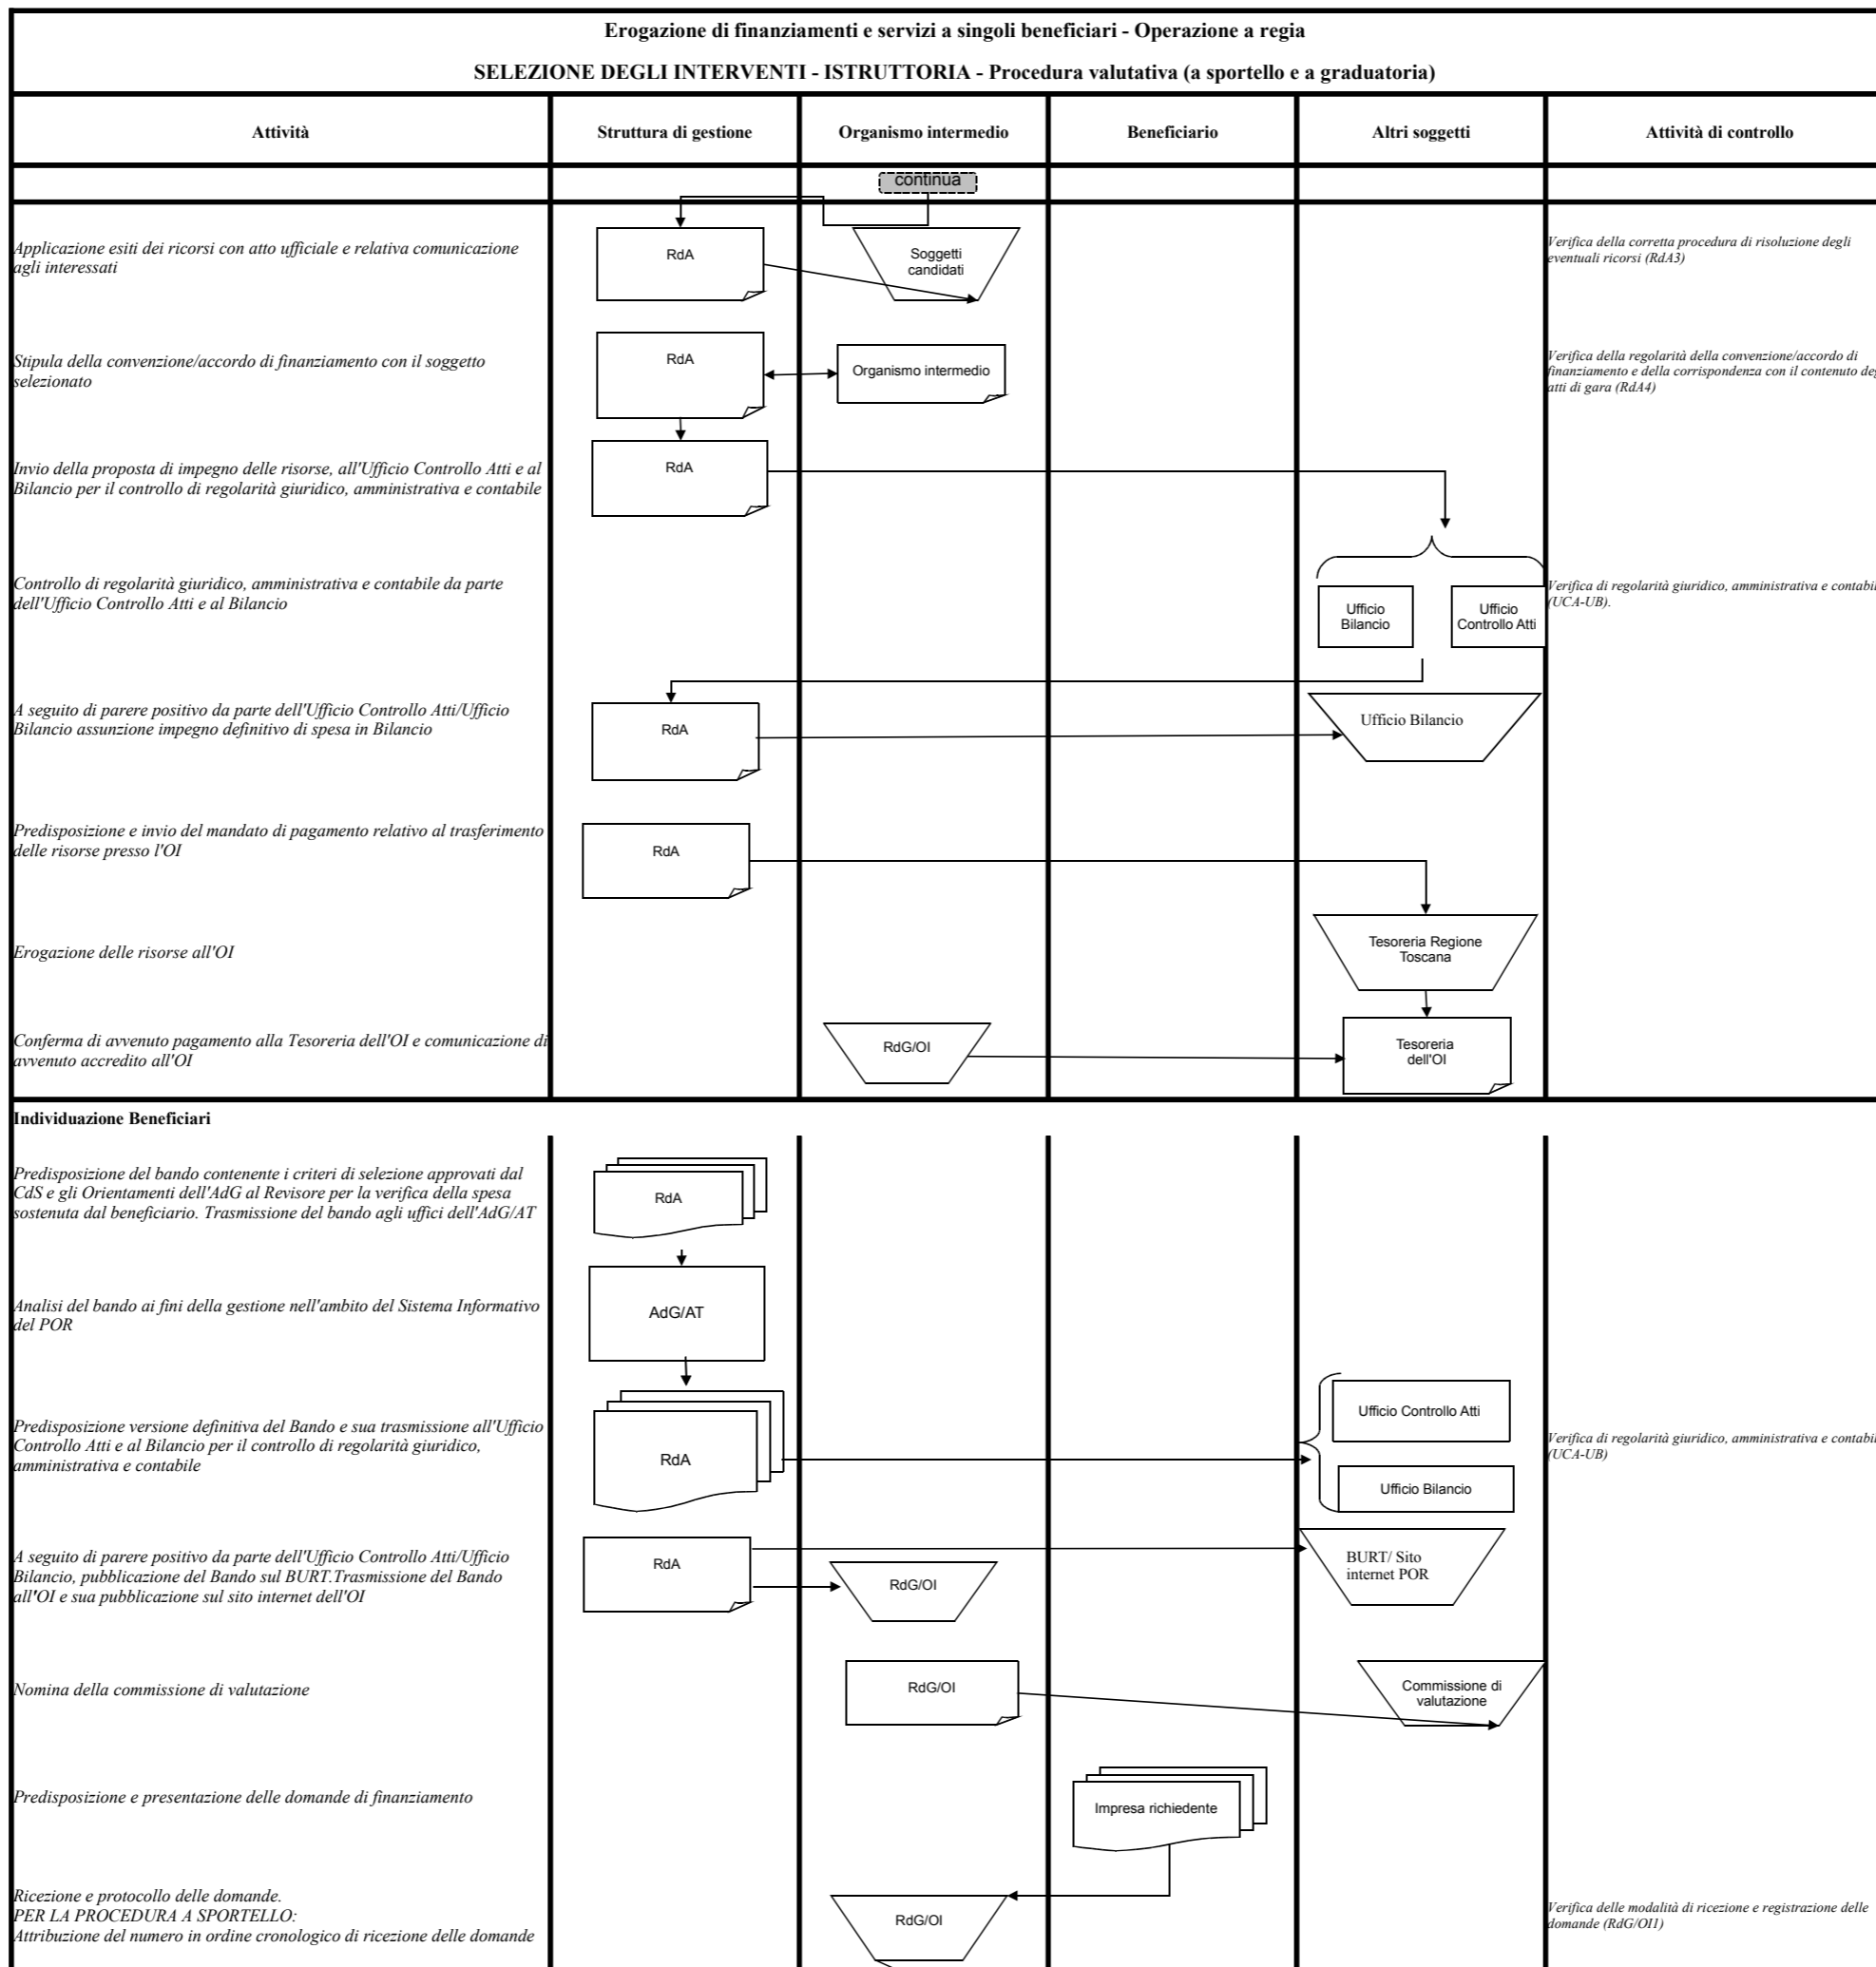 Erogazione di finanziamenti e servizi a singoli beneficiari - Operazione a regia
SELEZIONE DEGLI INTERVENTI - ISTRUTTORIA - Procedura valutativa (a sportello e a graduatoria)
Attività
Struttura di gestione
Organismo intermedio
Beneficiario
Altri soggetti
Attività di controllo
continua
Applicazione esiti dei ricorsi con atto ufficiale e relativa comunicazione
agli interessati
RdA
Soggetti
candidati
Verifica della corretta procedura di risoluzione degli
eventuali ricorsi (RdA3)
Stipula della convenzione/accordo di finanziamento con il soggetto
selezionato
RdA
Organismo intermedio
Verifica della regolarità della convenzione/accordo di
finanziamento e della corrispondenza con il contenuto deg
atti di gara (RdA4)
Invio della proposta di impegno delle risorse, all'Ufficio Controllo Atti e al
Bilancio per il controllo di regolarità giuridico, amministrativa e contabile
RdA
Controllo di regolarità giuridico, amministrativa e contabile da parte
dell'Ufficio Controllo Atti e al Bilancio
Ufficio
Bilancio
Ufficio
Controllo Atti
Verifica di regolarità giuridico, amministrativa e contabil
(UCA-UB).
A seguito di parere positivo da parte dell'Ufficio Controllo Atti/Ufficio
Bilancio assunzione impegno definitivo di spesa in Bilancio
RdA
Ufficio Bilancio
Predisposizione e invio del mandato di pagamento relativo al trasferimento
delle risorse presso l'OI
RdA
Erogazione delle risorse all'OI
Tesoreria Regione
Toscana
Conferma di avvenuto pagamento alla Tesoreria dell'OI e comunicazione di
avvenuto accredito all'OI
RdG/OI
Tesoreria
dell'OI
Individuazione Beneficiari
Predisposizione del bando contenente i criteri di selezione approvati dal
CdS e gli Orientamenti dell'AdG al Revisore per la verifica della spesa
sostenuta dal beneficiario. Trasmissione del bando agli uffici dell'AdG/AT
RdA
Analisi del bando ai fini della gestione nell'ambito del Sistema Informativo
del POR
AdG/AT
Predisposizione versione definitiva del Bando e sua trasmissione all'Ufficio
Controllo Atti e al Bilancio per il controllo di regolarità giuridico,
amministrativa e contabile
RdA
Ufficio Controllo Atti
Ufficio Bilancio
Verifica di regolarità giuridico, amministrativa e contabil
(UCA-UB)
A seguito di parere positivo da parte dell'Ufficio Controllo Atti/Ufficio
Bilancio, pubblicazione del Bando sul BURT.Trasmissione del Bando
all'OI e sua pubblicazione sul sito internet dell'OI
RdA
RdG/OI
BURT/ Sito
internet POR
Nomina della commissione di valutazione
RdG/OI
Commissione di
valutazione
Predisposizione e presentazione delle domande di finanziamento
Impresa richiedente
Ricezione e protocollo delle domande.
PER LA PROCEDURA A SPORTELLO:
Attribuzione del numero in ordine cronologico di ricezione delle domande
RdG/OI
Verifica delle modalità di ricezione e registrazione delle
domande (RdG/OI1)